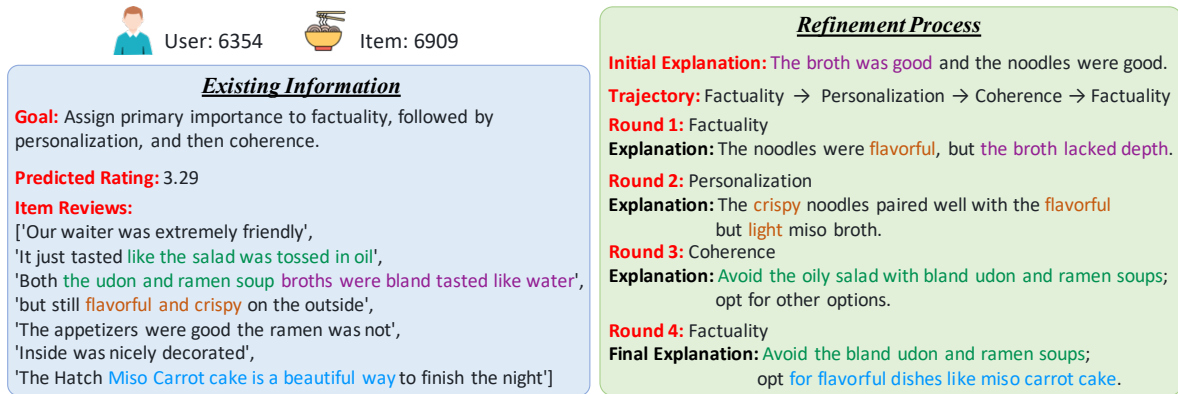 User: 6354
Item: 6909
Existing Information
Goal: Assign primary importance to factuality, followed by
personalization, and then coherence.
Predicted Rating: 3.29
Item Reviews:
['Our waiter was extremely friendly',
'It just tasted like the salad was tossed in oil',
'Both the udon and ramen soup broths were bland tasted like water',
'but still flavorful and crispy on the outside',
'The appetizers were good the ramen was not',
'Inside was nicely decorated',
'The Hatch Miso Carrot cake is a beautiful way to finish the night']
Refinement Process
Initial Explanation: The broth was good and the noodles were good.
Trajectory: Factuality → Personalization → Coherence → Factuality
Round 1: Factuality
Explanation: The noodles were flavorful, but the broth lacked depth.
Round 2: Personalization
Explanation: The crispy noodles paired well with the flavorful
but light miso broth.
Round 3: Coherence
Explanation: Avoid the oily salad with bland udon and ramen soups;
opt for other options.
Round 4: Factuality
Final Explanation: Avoid the bland udon and ramen soups;
opt for flavorful dishes like miso carrot cake.